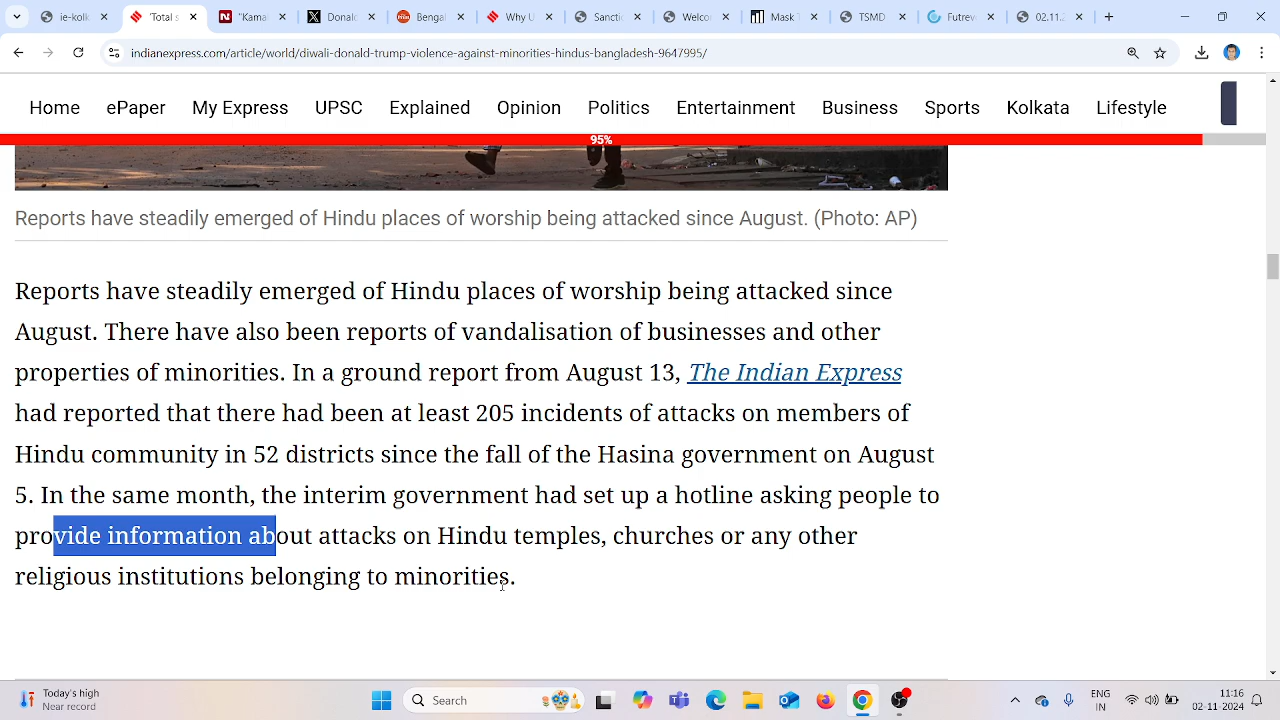 ie-kolk
"Total s
"Kama
Donal
Bengal
Why U
Sancti
Welco
Mask
TSMD
Futrev
02.11..
indianexpress.com/article/world/diwali-donald-trump-violence-against-minorities-hindus-bangladesh-9647995/
Home ePaper My Express UPSC Explained Opinion Politics Entertainment Business Sports Kolkata Lifestyle
95%
Reports have steadily emerged of Hindu places of worship being attacked since August. (Photo: AP)
Reports have steadily emerged of Hindu places of worship being attacked since
August. There have also been reports of vandalisation of businesses and other
properties of minorities. In a ground report from August 13, The Indian Express
had reported that there had been at least 205 incidents of attacks on members of
Hindu community in 52 districts since the fall of the Hasina government on August
5. In the same month, the interim government had set up a hotline asking people to
provide information about attacks on Hindu temples, churches or any other
religious institutions belonging to minorities.
Today's high
Near record
Search
ENG
IN
11:16
02-11-2024